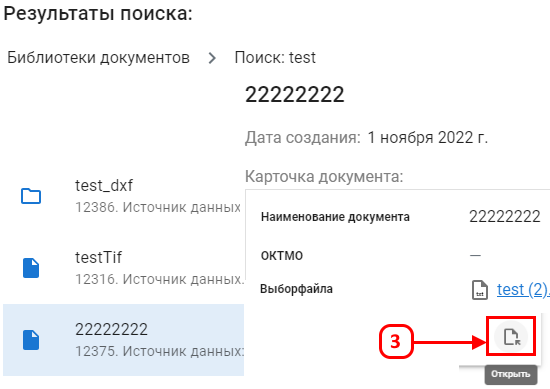 Результаты поиска:
Библиотеки документов > Поиск: test
22222222
Дата создания: 1 ноября 2022 г.
Карточка документа:
test_dxf
12386. Источник данных
Наименование документа 22222222
testTif
12316. Источник данных.
ОКТМО —
Выборфайла txt test (2).
22222222
12375. Источник данных:
3
Открыть